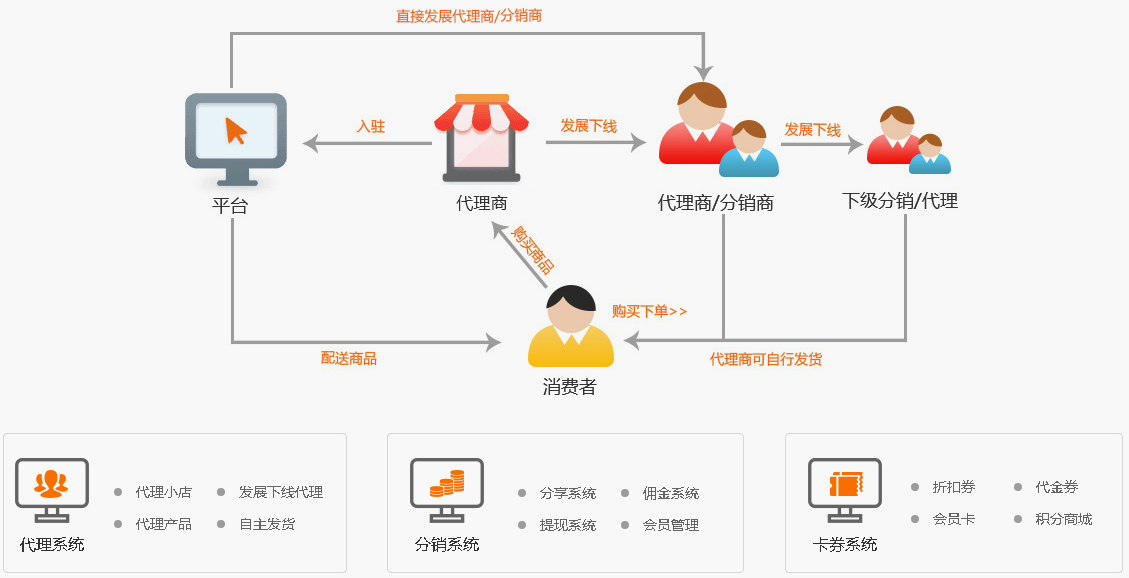 直接发展代理商/分销商
入驻
发展下线
发展下线
平台
代理商
代理商/分销商
下级分销/代理
购买商品
购买下单>>
配送商品
代理商可自行发货
消费者
代理小店
发展下线代理
代理产品
自主发货
代理系统
分享系统
佣金系统
提现系统
会员管理
分销系统
折扣券
代金券
会员卡
积分商城
卡券系统